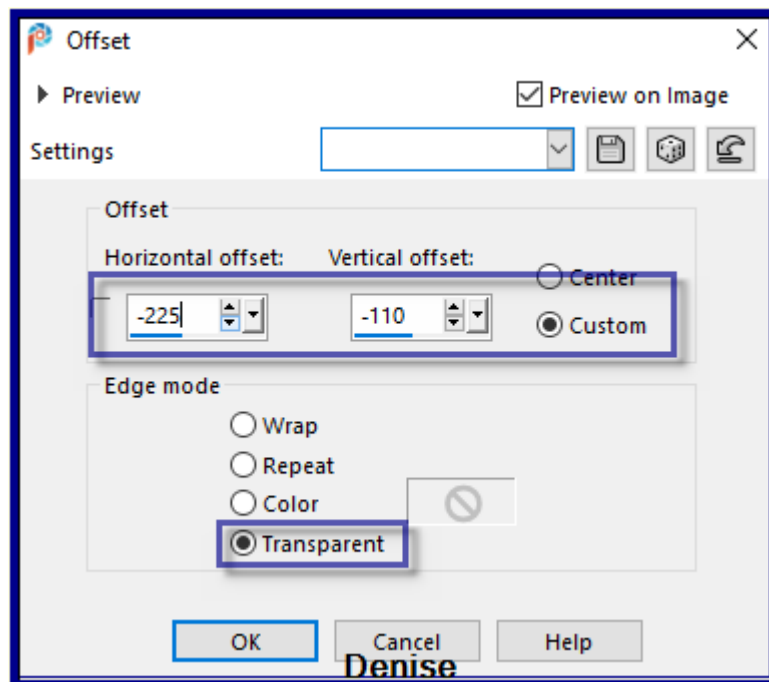 Offset
Preview
Preview on Image
Settings
Offset
Horizontal offset:
Vertical offset:
Center
-225
-110
Custom
Edge mode
Wrap
Repeat
Color
Transparent
OK
Cancel
Help
Denise